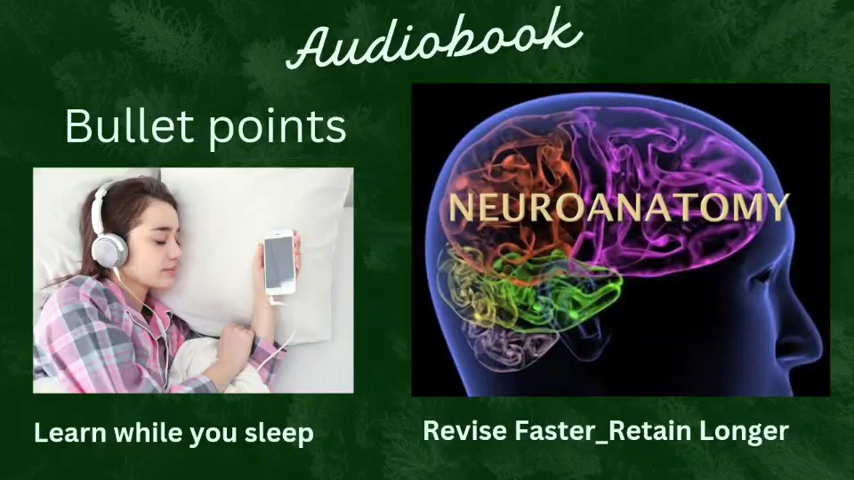 Audiobook
Bullet points
NEUROANATOMY
Learn while you sleep
Revise Faster_Retain Longer